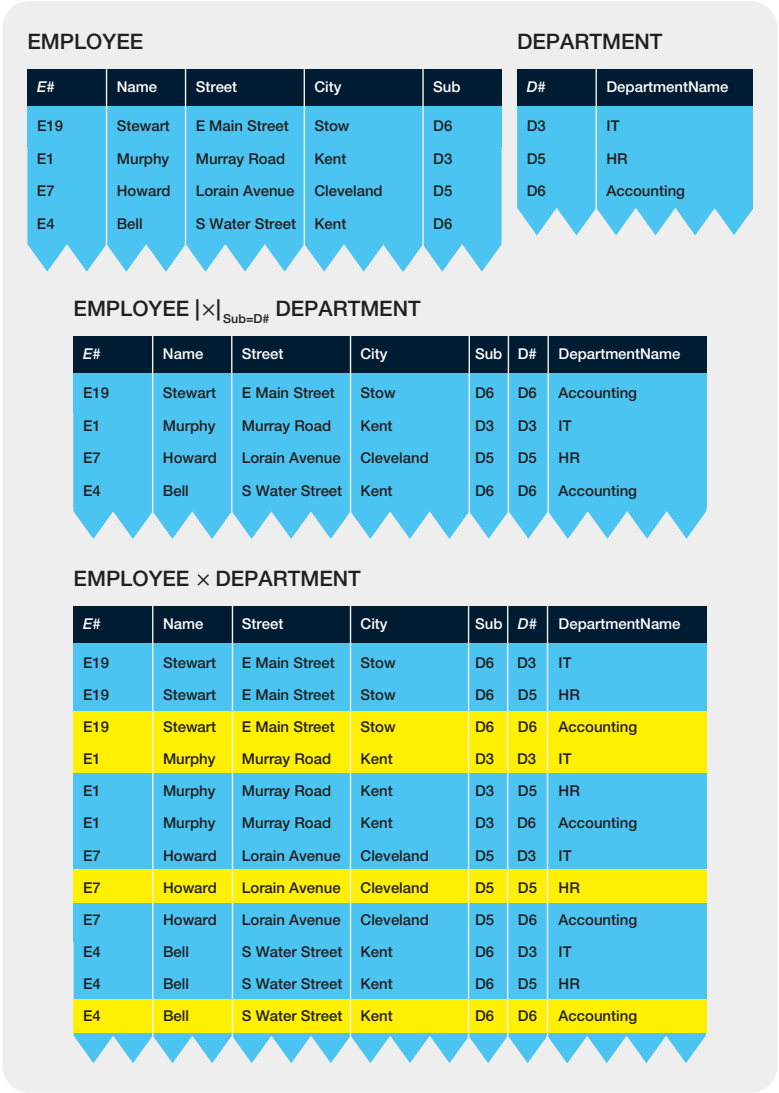 EMPLOYEE
E# Name Street City Sub
E19 Stewart E Main Street Stow D6
E1 Murphy Murray Road Kent D3
E7 Howard Lorain Avenue Cleveland D5
E4 Bell S Water Street Kent D6
DEPARTMENT
D# DepartmentName
D3 IT
D5 HR
D6 Accounting
EMPLOYEE |×|Sub=D# DEPARTMENT
E# Name Street City Sub D# DepartmentName
E19 Stewart E Main Street Stow D6 D6 Accounting
E1 Murphy Murray Road Kent D3 D3 IT
E7 Howard Lorain Avenue Cleveland D5 D5 HR
E4 Bell S Water Street Kent D6 D6 Accounting
EMPLOYEE × DEPARTMENT
E# Name Street City Sub D# DepartmentName
E19 Stewart E Main Street Stow D6 D3 IT
E19 Stewart E Main Street Stow D6 D5 HR
E19 Stewart E Main Street Stow D6 D6 Accounting
E1 Murphy Murray Road Kent D3 D3 IT
E1 Murphy Murray Road Kent D3 D5 HR
E1 Murphy Murray Road Kent D3 D6 Accounting
E7 Howard Lorain Avenue Cleveland D5 D3 IT
E7 Howard Lorain Avenue Cleveland D5 D5 HR
E7 Howard Lorain Avenue Cleveland D5 D6 Accounting
E4 Bell S Water Street Kent D6 D3 IT
E4 Bell S Water Street Kent D6 D5 HR
E4 Bell S Water Street Kent D6 D6 Accounting